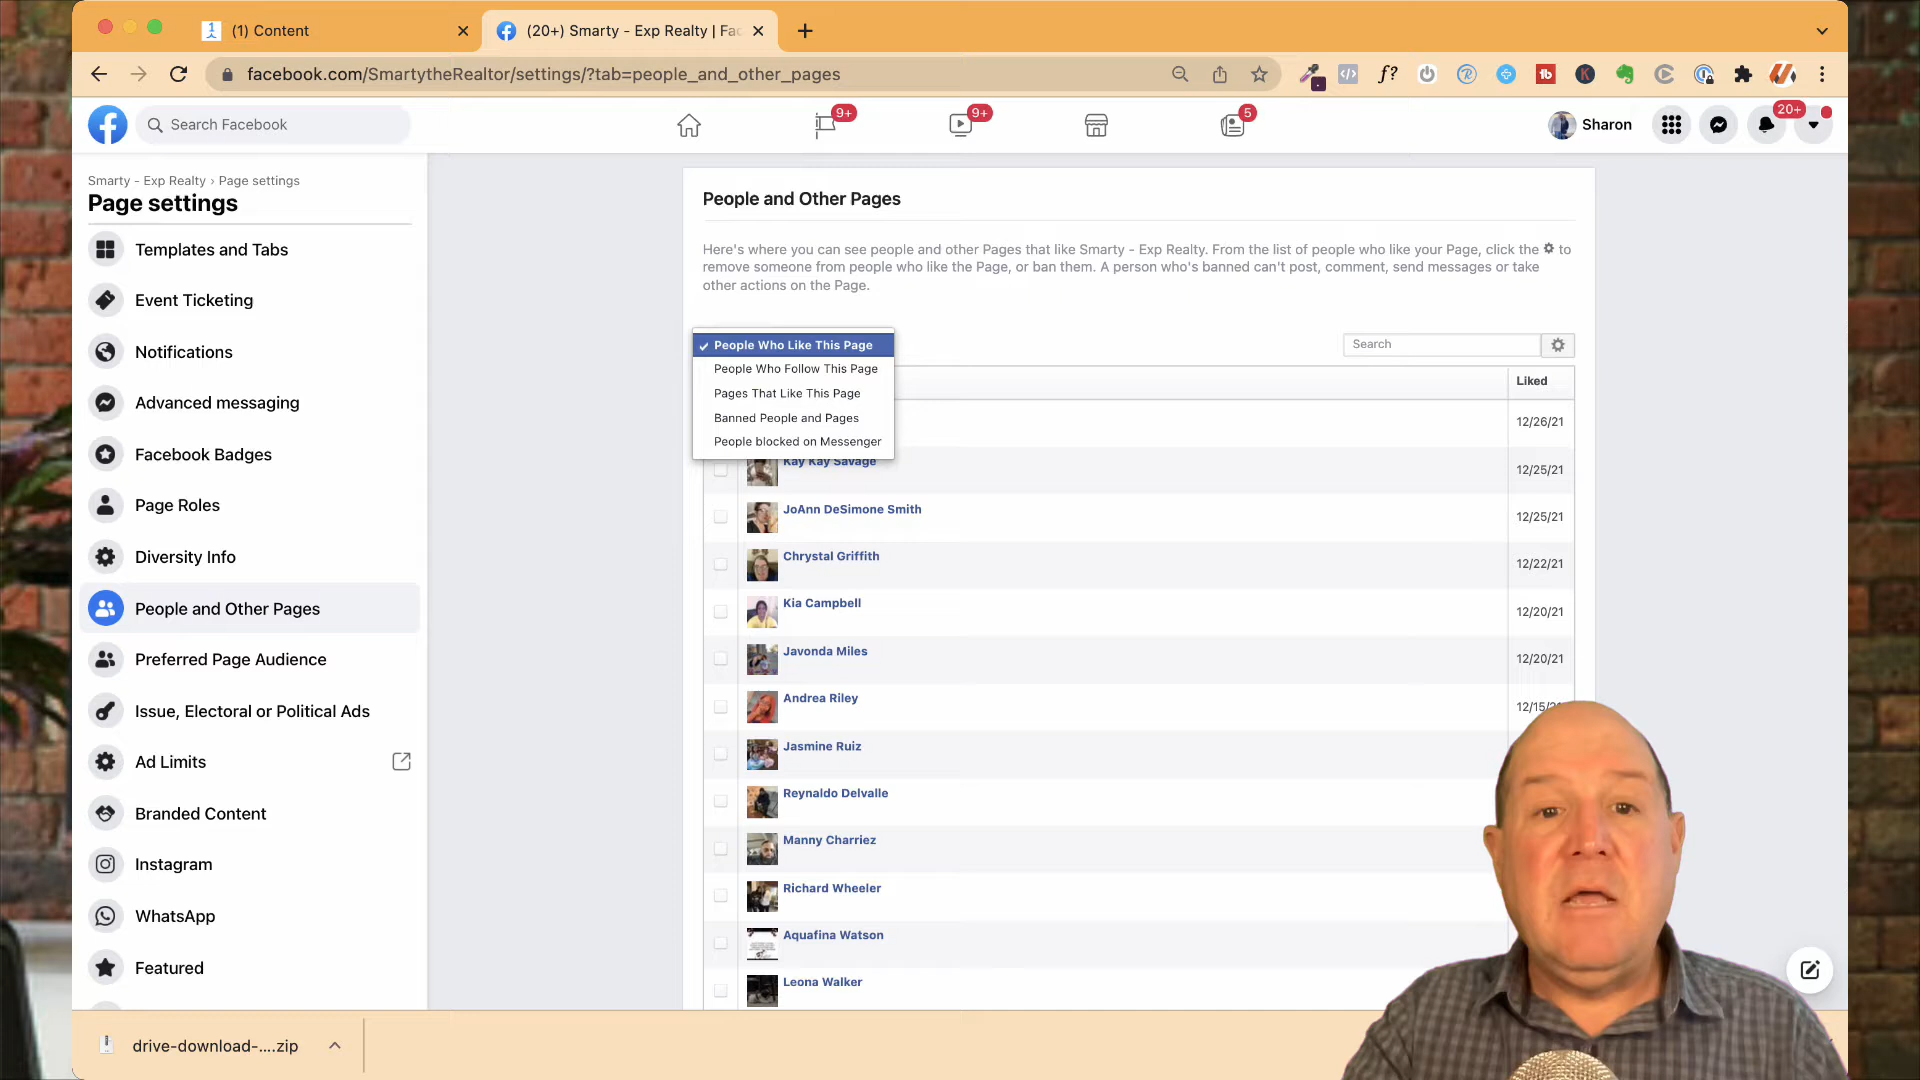 (1) Content
(20+) Smarty - Exp Realty | Fac
facebook.com/SmartytheRealtor/settings/?tab=people_and_other_pages
f?
Search Facebook
9+
9+
5
Sharon
20+
Smarty - Exp Realty › Page settings
Page settings
Templates and Tabs
Event Ticketing
Notifications
Advanced messaging
Facebook Badges
Page Roles
Diversity Info
People and Other Pages
Preferred Page Audience
Issue, Electoral or Political Ads
Ad Limits
Branded Content
Instagram
WhatsApp
Featured
People and Other Pages
Here's where you can see people and other Pages that like Smarty - Exp Realty. From the list of people who like your Page, click the to
remove someone from people who like the Page, or ban them. A person who's banned can't post, comment, send messages or take
other actions on the Page.
People Who Like This Page
People Who Follow This Page
Pages That Like This Page
Banned People and Pages
People blocked on Messenger
Search
Liked
12/26/21
Kay Kay Savage 12/25/21
JoAnn DeSimone Smith 12/25/21
Chrystal Griffith 12/22/21
Kia Campbell 12/20/21
Javonda Miles 12/20/21
Andrea Riley 12/15/21
Jasmine Ruiz
Reynaldo Delvalle
Manny Charriez
Richard Wheeler
Aquafina Watson
Leona Walker
drive-download-....zip